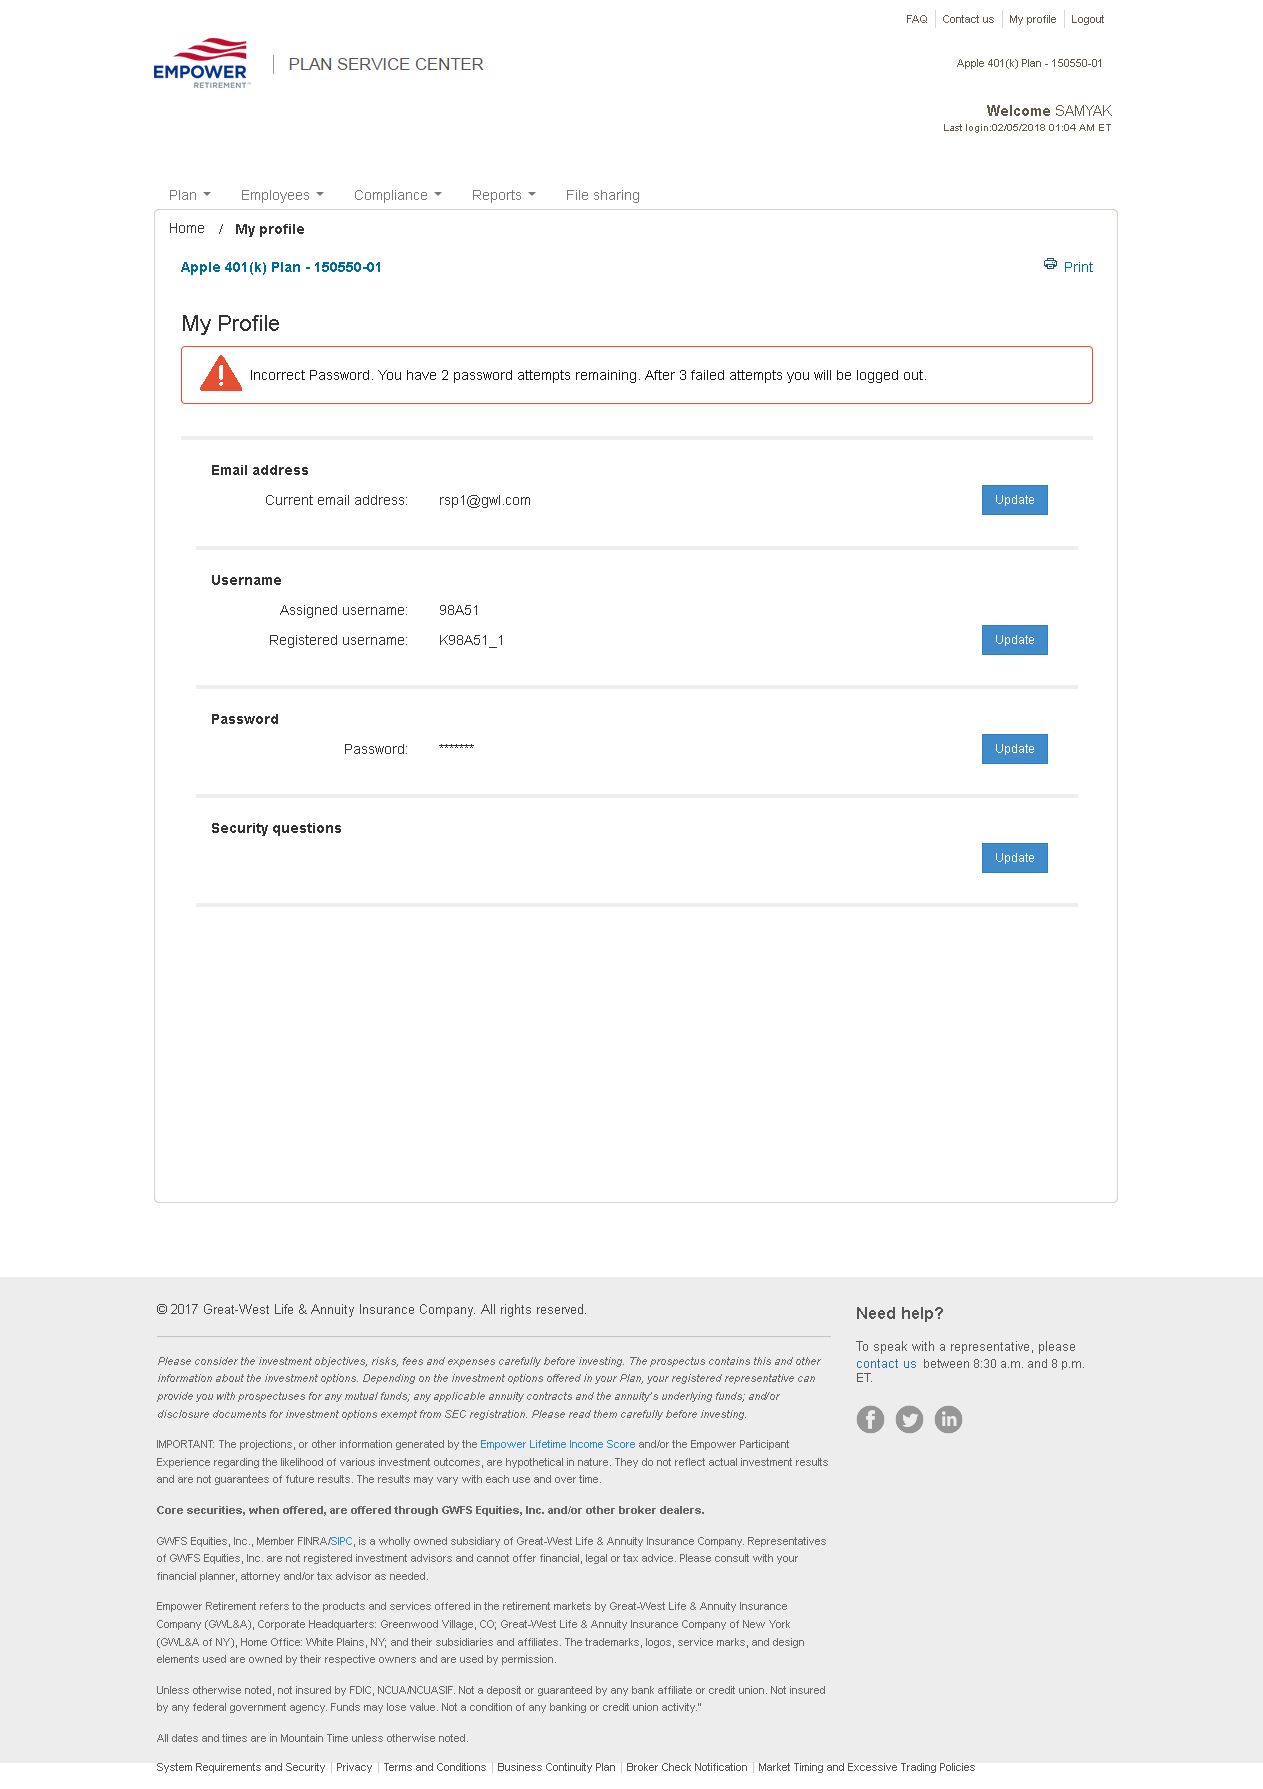 FAQ Contact us My profile Logout
EMPOWER
RETIREMENT™
PLAN SERVICE CENTER
Apple 401(k) Plan - 150550-01
Welcome SAMYAK
Last login:02/05/2018 01:04 AM ET
Plan Employees Compliance Reports File sharing
Home / My profile
Apple 401(k) Plan - 150550-01
Print
My Profile
Incorrect Password. You have 2 password attempts remaining. After 3 failed attempts you will be logged out.
Email address
Current email address: rsp1@gwl.com
Update
Username
Assigned username: 98A51
Registered username: K98A51_1
Update
Password
Password: *******
Update
Security questions
Update
© 2017 Great-West Life & Annuity Insurance Company. All rights reserved.
Please consider the investment objectives, risks, fees and expenses carefully before investing. The prospectus contains this and other
information about the investment options. Depending on the investment options offered in your Plan, your registered representative can
provide you with prospectuses for any mutual funds; any applicable annuity contracts and the annuity's underlying funds; and/or
disclosure documents for investment options exempt from SEC registration. Please read them carefully before investing.
IMPORTANT: The projections, or other information generated by the Empower Lifetime Income Score and/or the Empower Participant
Experience regarding the likelihood of various investment outcomes, are hypothetical in nature. They do not reflect actual investment results
and are not guarantees of future results. The results may vary with each use and over time.
Core securities, when offered, are offered through GWFS Equities, Inc. and/or other broker dealers.
GWFS Equities, Inc., Member FINRA/SIPC, is a wholly owned subsidiary of Great-West Life & Annuity Insurance Company. Representatives
of GWFS Equities, Inc. are not registered investment advisors and cannot offer financial, legal or tax advice. Please consult with your
financial planner, attorney and/or tax advisor as needed.
Empower Retirement refers to the products and services offered in the retirement markets by Great-West Life & Annuity Insurance
Company (GWL&A), Corporate Headquarters: Greenwood Village, CO; Great-West Life & Annuity Insurance Company of New York
(GWL&A of NY), Home Office: White Plains, NY; and their subsidiaries and affiliates. The trademarks, logos, service marks, and design
elements used are owned by their respective owners and are used by permission.
Unless otherwise noted, not insured by FDIC, NCUA/NCUASIF. Not a deposit or guaranteed by any bank affiliate or credit union. Not insured
by any federal government agency. Funds may lose value. Not a condition of any banking or credit union activity."
All dates and times are in Mountain Time unless otherwise noted.
Need help?
To speak with a representative, please
contact us between 8:30 a.m. and 8 p.m.
ET.
System Requirements and Security Privacy Terms and Conditions Business Continuity Plan Broker Check Notification Market Timing and Excessive Trading Policies